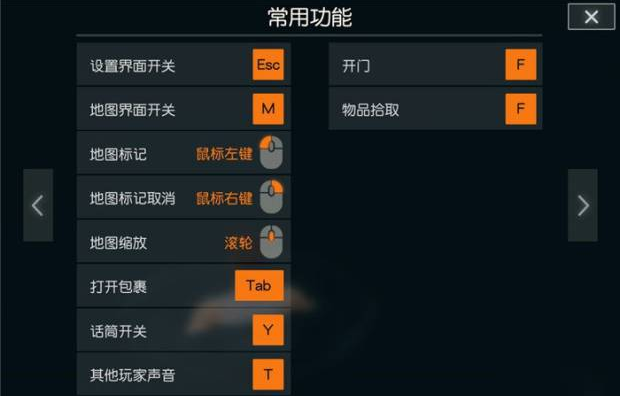 常用功能
设置界面开关 Esc
地图界面开关 M
地图标记 鼠标左键
地图标记取消 鼠标右键
地图缩放 滚轮
打开包裹 Tab
话筒开关 Y
其他玩家声音 T
开门 F
物品拾取 F